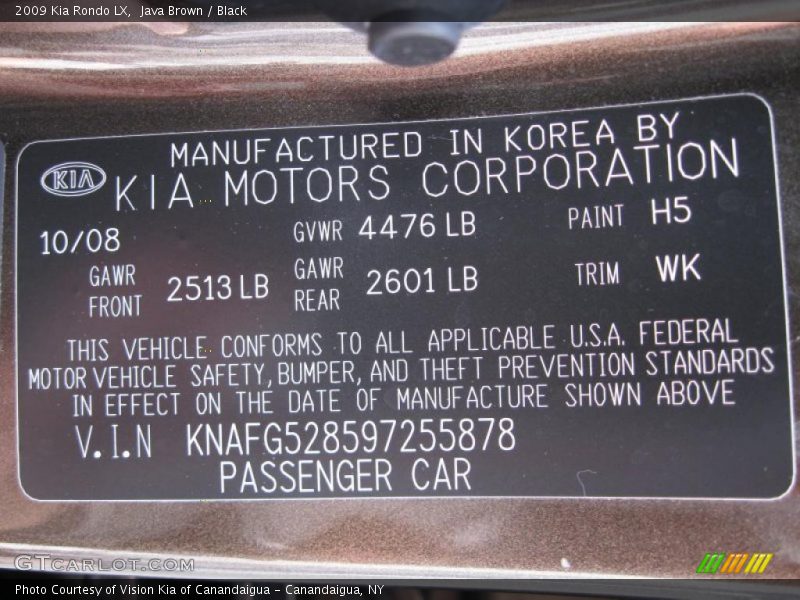 2009 Kia Rondo LX, Java Brown / Black
MANUFACTURED IN KOREA BY
KIA KIA MOTORS CORPORATION
10/08 GVWR 4476 LB PAINT H5
GAWR FRONT 2513 LB GAWR REAR 2601 LB TRIM WK
THIS VEHICLE CONFORMS TO ALL APPLICABLE U.S.A. FEDERAL
MOTOR VEHICLE SAFETY, BUMPER, AND THEFT PREVENTION STANDARDS
IN EFFECT ON THE DATE OF MANUFACTURE SHOWN ABOVE
V.I.N KNAFG528597255878
PASSENGER CAR
GTcarlot.com
Photo Courtesy of Vision Kia of Canandaigua - Canandaigua, NY